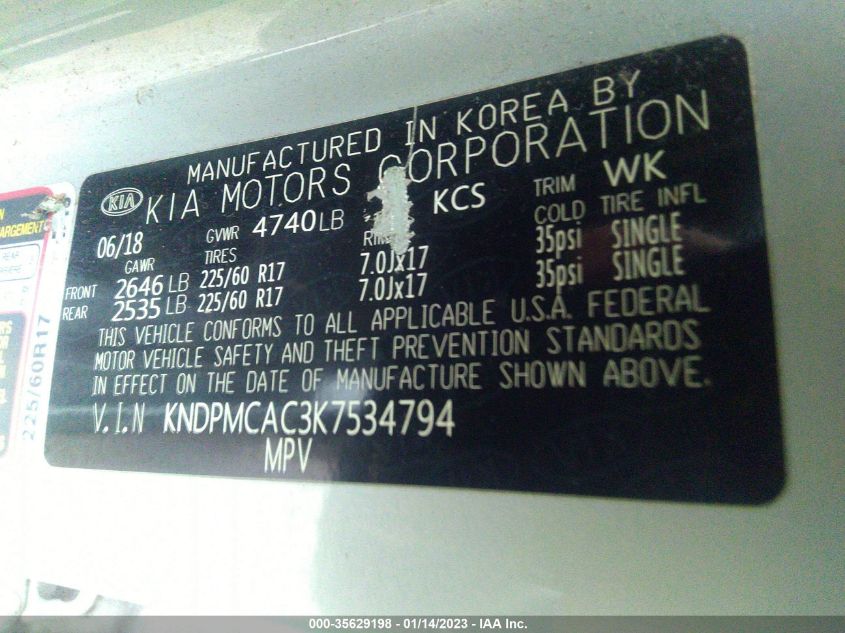 MANUFACTURED IN KOREA BY
KIA KIA MOTORS CORPORATION
06/18 GVWR 4740LB KCS TRIM WK
GAWR TIRES COLD TIRE INFL
FRONT 2646 LB 225/60 R17 7.0Jx17 35psi SINGLE
REAR 2535 LB 225/60 R17 7.0Jx17 35psi SINGLE
THIS VEHICLE CONFORMS TO ALL APPLICABLE U.S.A. FEDERAL
MOTOR VEHICLE SAFETY AND THEFT PREVENTION STANDARDS
IN EFFECT ON THE DATE OF MANUFACTURE SHOWN ABOVE.
V.I.N KNDPMCAC3K7534794
MPV
225/60R17
000-35629198 - 01/14/2023 - IAA Inc.